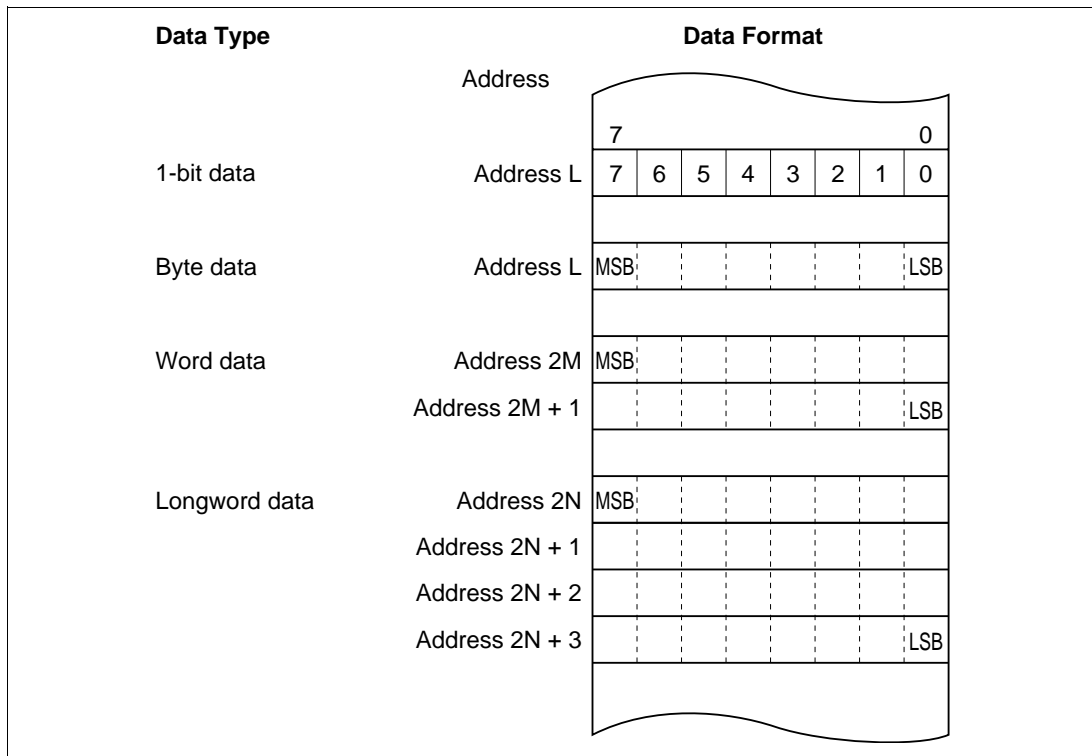 Data Type Data Format
Address
7 0
1-bit data Address L 7 6 5 4 3 2 1 0
Byte data Address L MSB LSB
Word data Address 2M MSB
Address 2M + 1 LSB
Longword data Address 2N MSB
Address 2N + 1
Address 2N + 2
Address 2N + 3 LSB